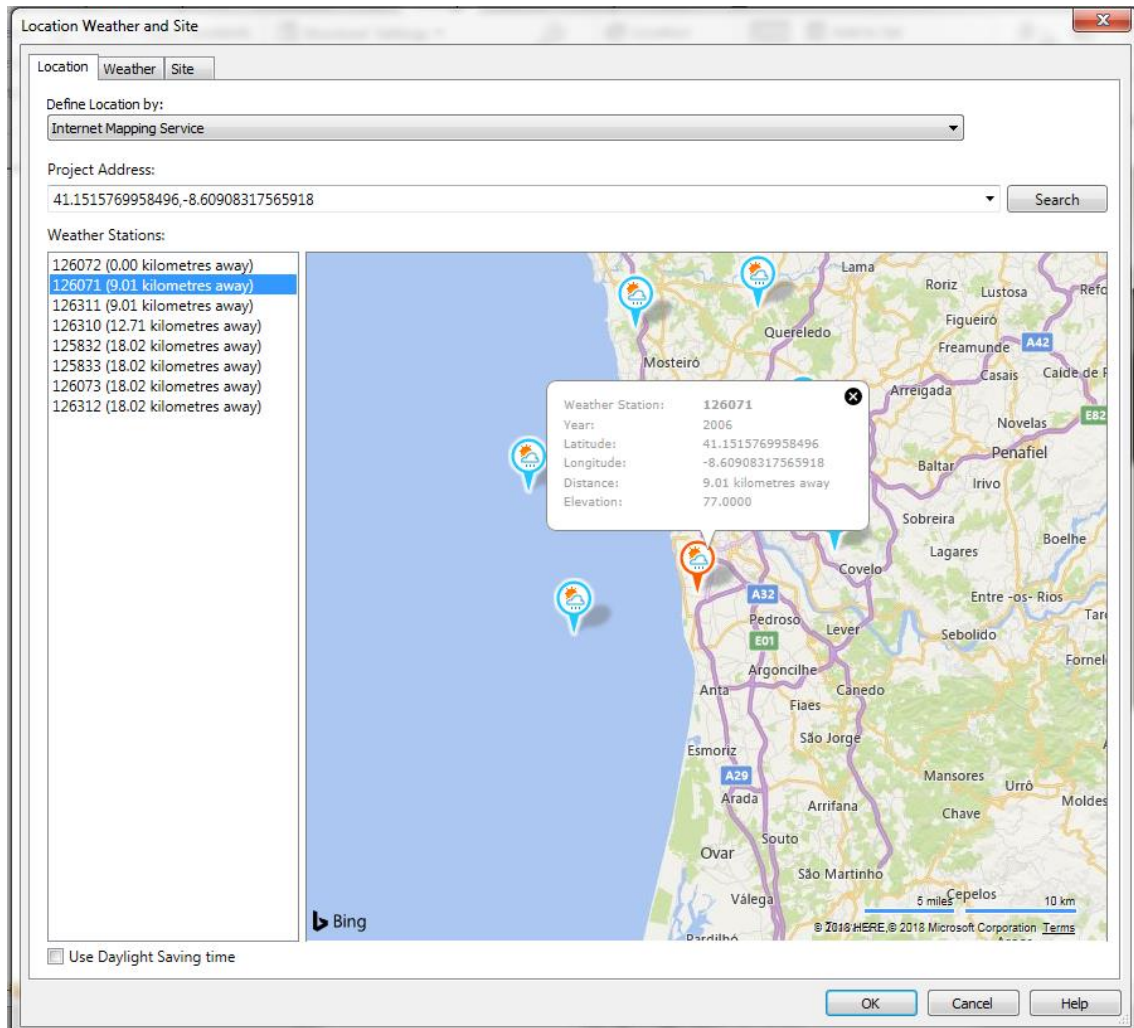 Location Weather and Site
Location Weather Site
Define Location by:
Internet Mapping Service
Project Address:
41.1515769958496,-8.60908317565918
Search
Weather Stations:
126072 (0.00 kilometres away)
126071 (9.01 kilometres away)
126311 (9.01 kilometres away)
126310 (12.71 kilometres away)
125832 (18.02 kilometres away)
125833 (18.02 kilometres away)
126073 (18.02 kilometres away)
126312 (18.02 kilometres away)
Lama
Roriz
Lustosa
Figueiró
Quereledo
Freamunde
A42
Mosteiró
Casais
Caíde de
Arreigada
E82
Novelas
Penafiel
Baltar
Irivo
Weather Station: 126071
Year: 2006
Latitude: 41.1515769958496
Longitude: -8.60908317565918
Distance: 9.01 kilometres away
Elevation: 77.0000
Sobreira
Boelhe
Lagares
Covelo
A32
Entre -os- Rios
Pedroso
Lever
Sebolido
E01
Argoncilhe
Anta
Canedo
Fiaes
São Jorge
Esmoriz
A29
Mansores
Urrô
Arada
Arrifana
Chave
Moldes
Souto
Ovar
São Martinho
Válega
Cepelos
5 miles
10 km
Bing
HERE,© 2018 Microsoft Corporation Terms
Pardilhó
Use Daylight Saving time
OK Cancel Help